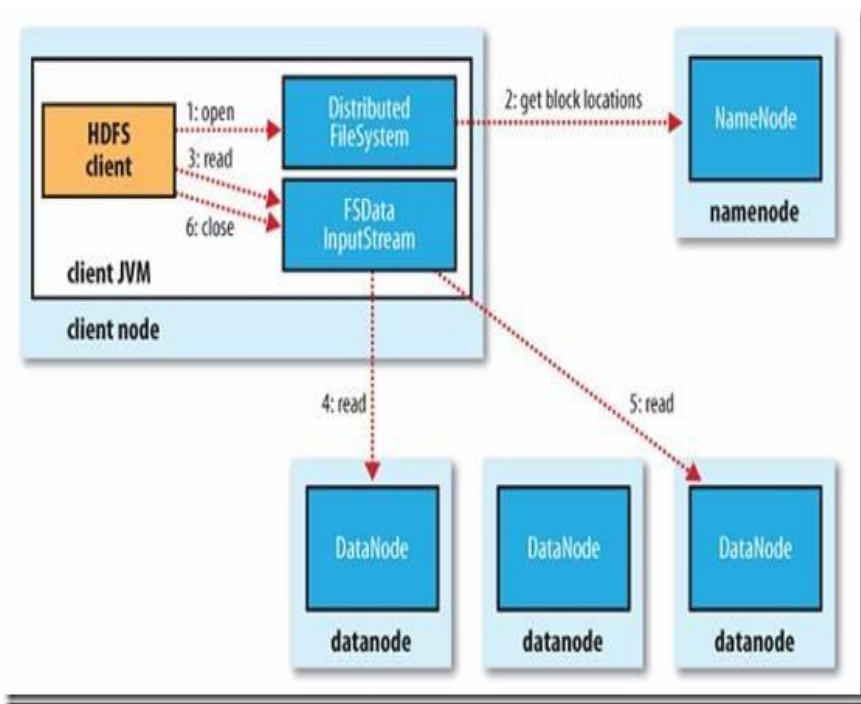 HDFS
client
1: open
3: read
6: close
Distributed
FileSystem
FSData
InputStream
client JVM
client node
2: get block locations
NameNode
namenode
4: read
5: read
DataNode
datanode
DataNode
datanode
DataNode
datanode